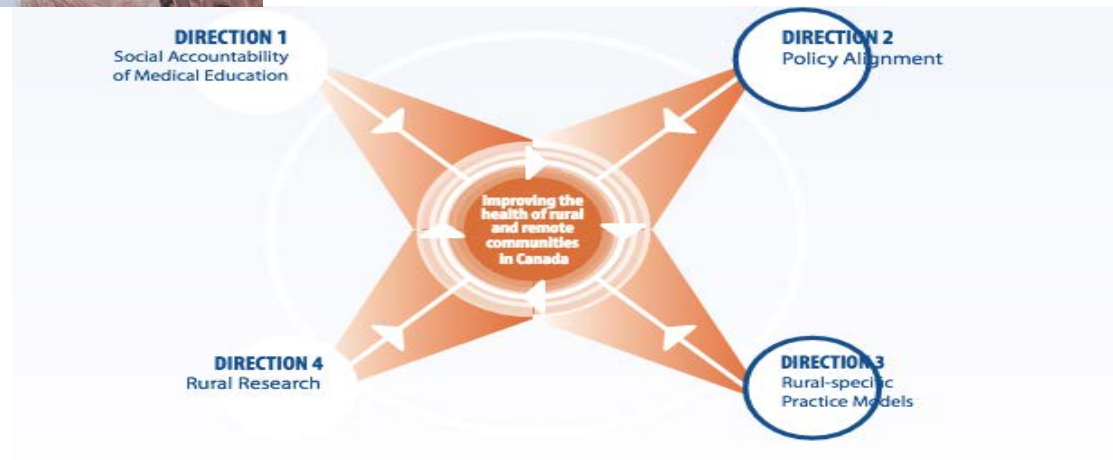 DIRECTION 1
Social Accountability
of Medical Education
DIRECTION 2
Policy Alignment
Improving the
health of rural
and remote
communities
in Canada
DIRECTION 4
Rural Research
DIRECTION 3
Rural-specific
Practice Models